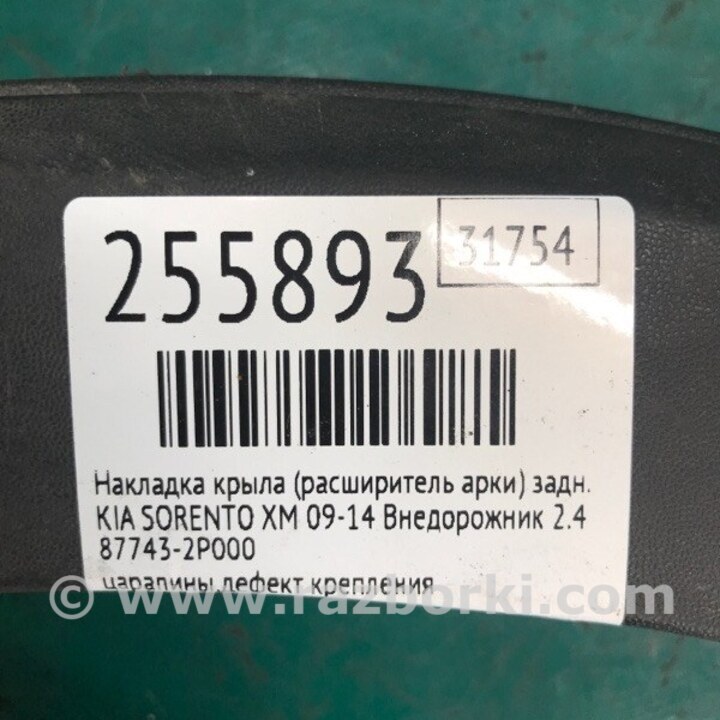 255893
31754
Накладка крыла (расширитель арки) задн.
KIA SORENTO XM 09-14 Внедорожник 2.4
87743-2P000
царапины дефект крепления
© www.razborki.com